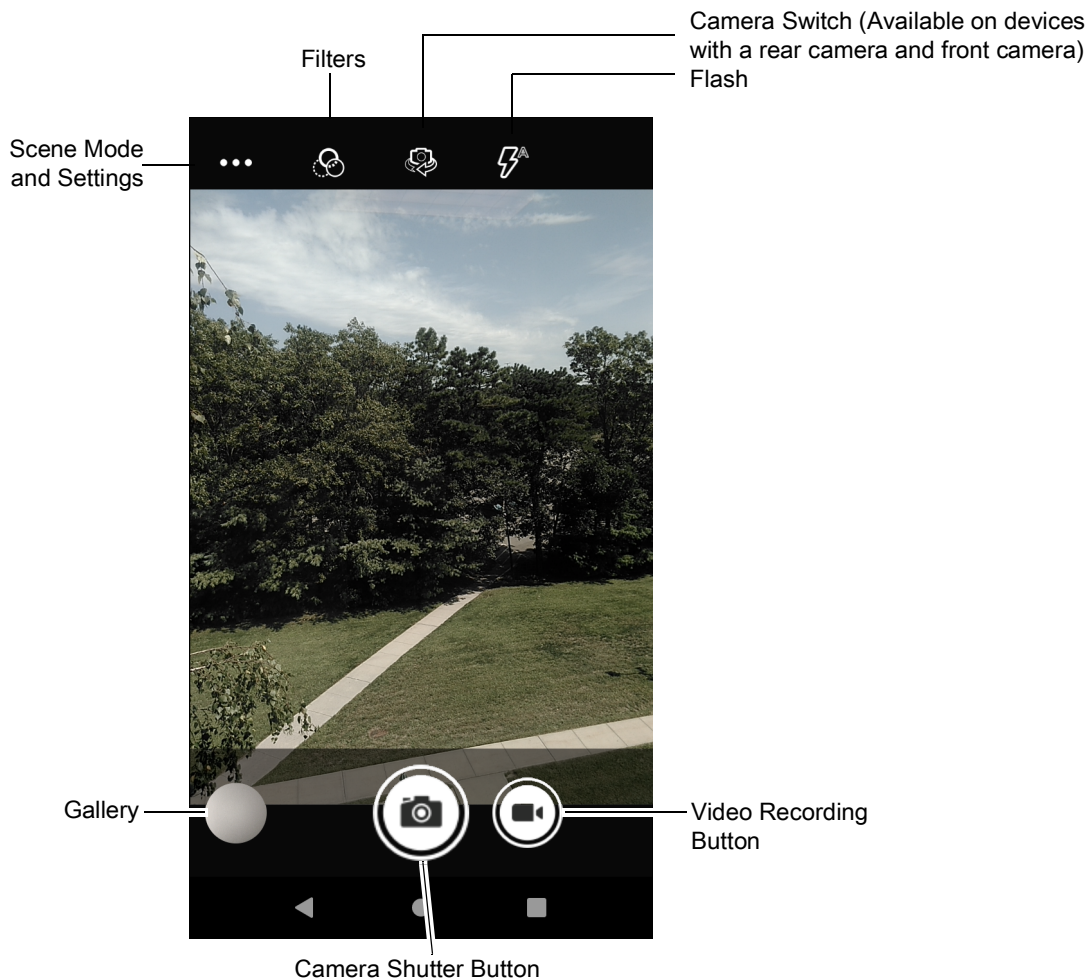 Camera Switch (Available on devices
with a rear camera and front camera)
Flash
Filters
Scene Mode
and Settings
A
Gallery
Video Recording
Button
Camera Shutter Button